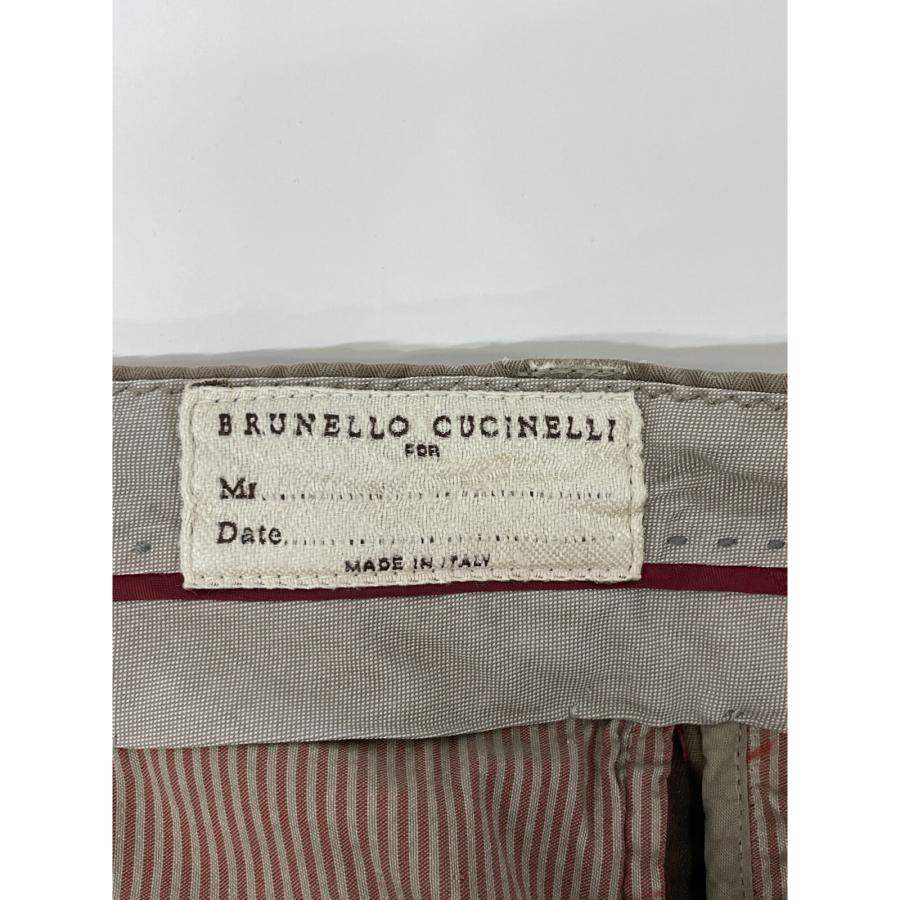 BRUNELLO CUCINELLI
FOR
Mr....................................
Date....................................
MADE IN ITALY